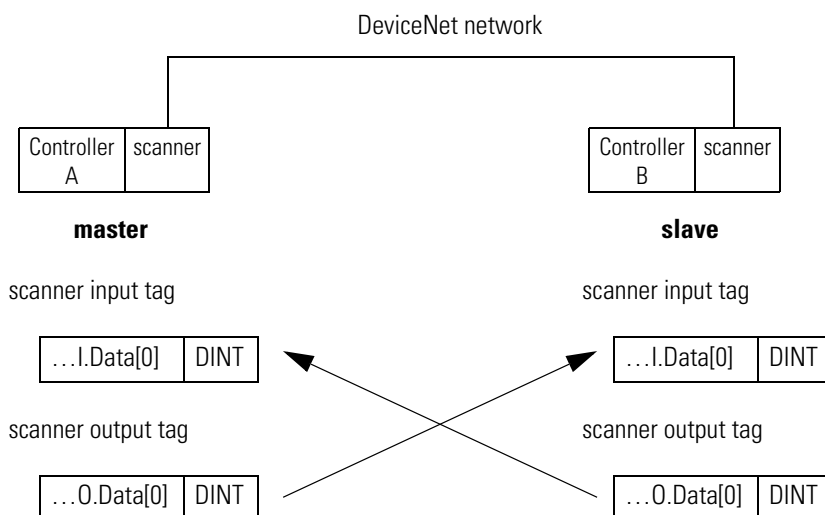 DeviceNet network
Controller A
scanner
Controller B
scanner
master
slave
scanner input tag
scanner input tag
…I.Data[0] DINT
…I.Data[0] DINT
scanner output tag
scanner output tag
…O.Data[0] DINT
…O.Data[0] DINT